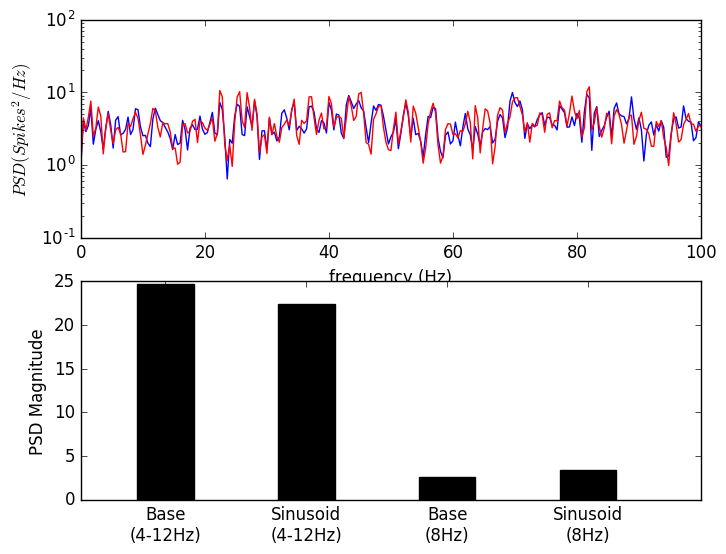 10^2
10^1
10^0
10^-1
PSD(Spikes^2/Hz)
0 20 40 60 80 100
frequency (Hz)
25
20
15
10
5
0
PSD Magnitude
Base Sinusoid Base Sinusoid
(4-12Hz) (4-12Hz) (8Hz) (8Hz)